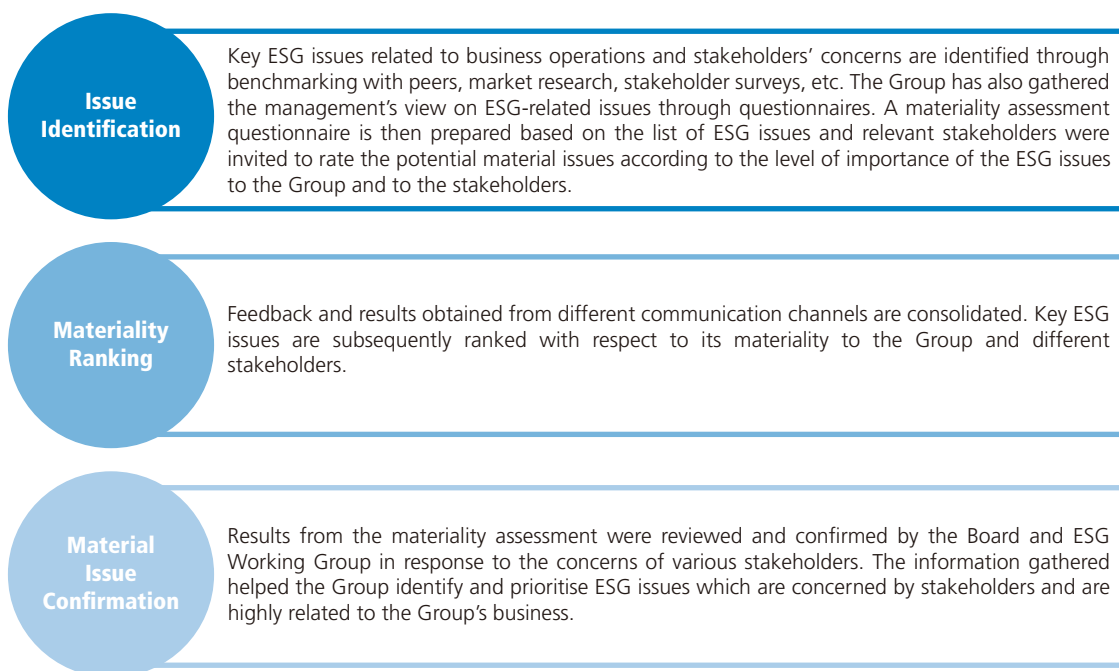 Issue
Identification
Key ESG issues related to business operations and stakeholders’ concerns are identified through
benchmarking with peers, market research, stakeholder surveys, etc. The Group has also gathered
the management’s view on ESG-related issues through questionnaires. A materiality assessment
questionnaire is then prepared based on the list of ESG issues and relevant stakeholders were
invited to rate the potential material issues according to the level of importance of the ESG issues
to the Group and to the stakeholders.
Materiality
Ranking
Feedback and results obtained from different communication channels are consolidated. Key ESG
issues are subsequently ranked with respect to its materiality to the Group and different
stakeholders.
Material
Issue
Confirmation
Results from the materiality assessment were reviewed and confirmed by the Board and ESG
Working Group in response to the concerns of various stakeholders. The information gathered
helped the Group identify and prioritise ESG issues which are concerned by stakeholders and are
highly related to the Group’s business.